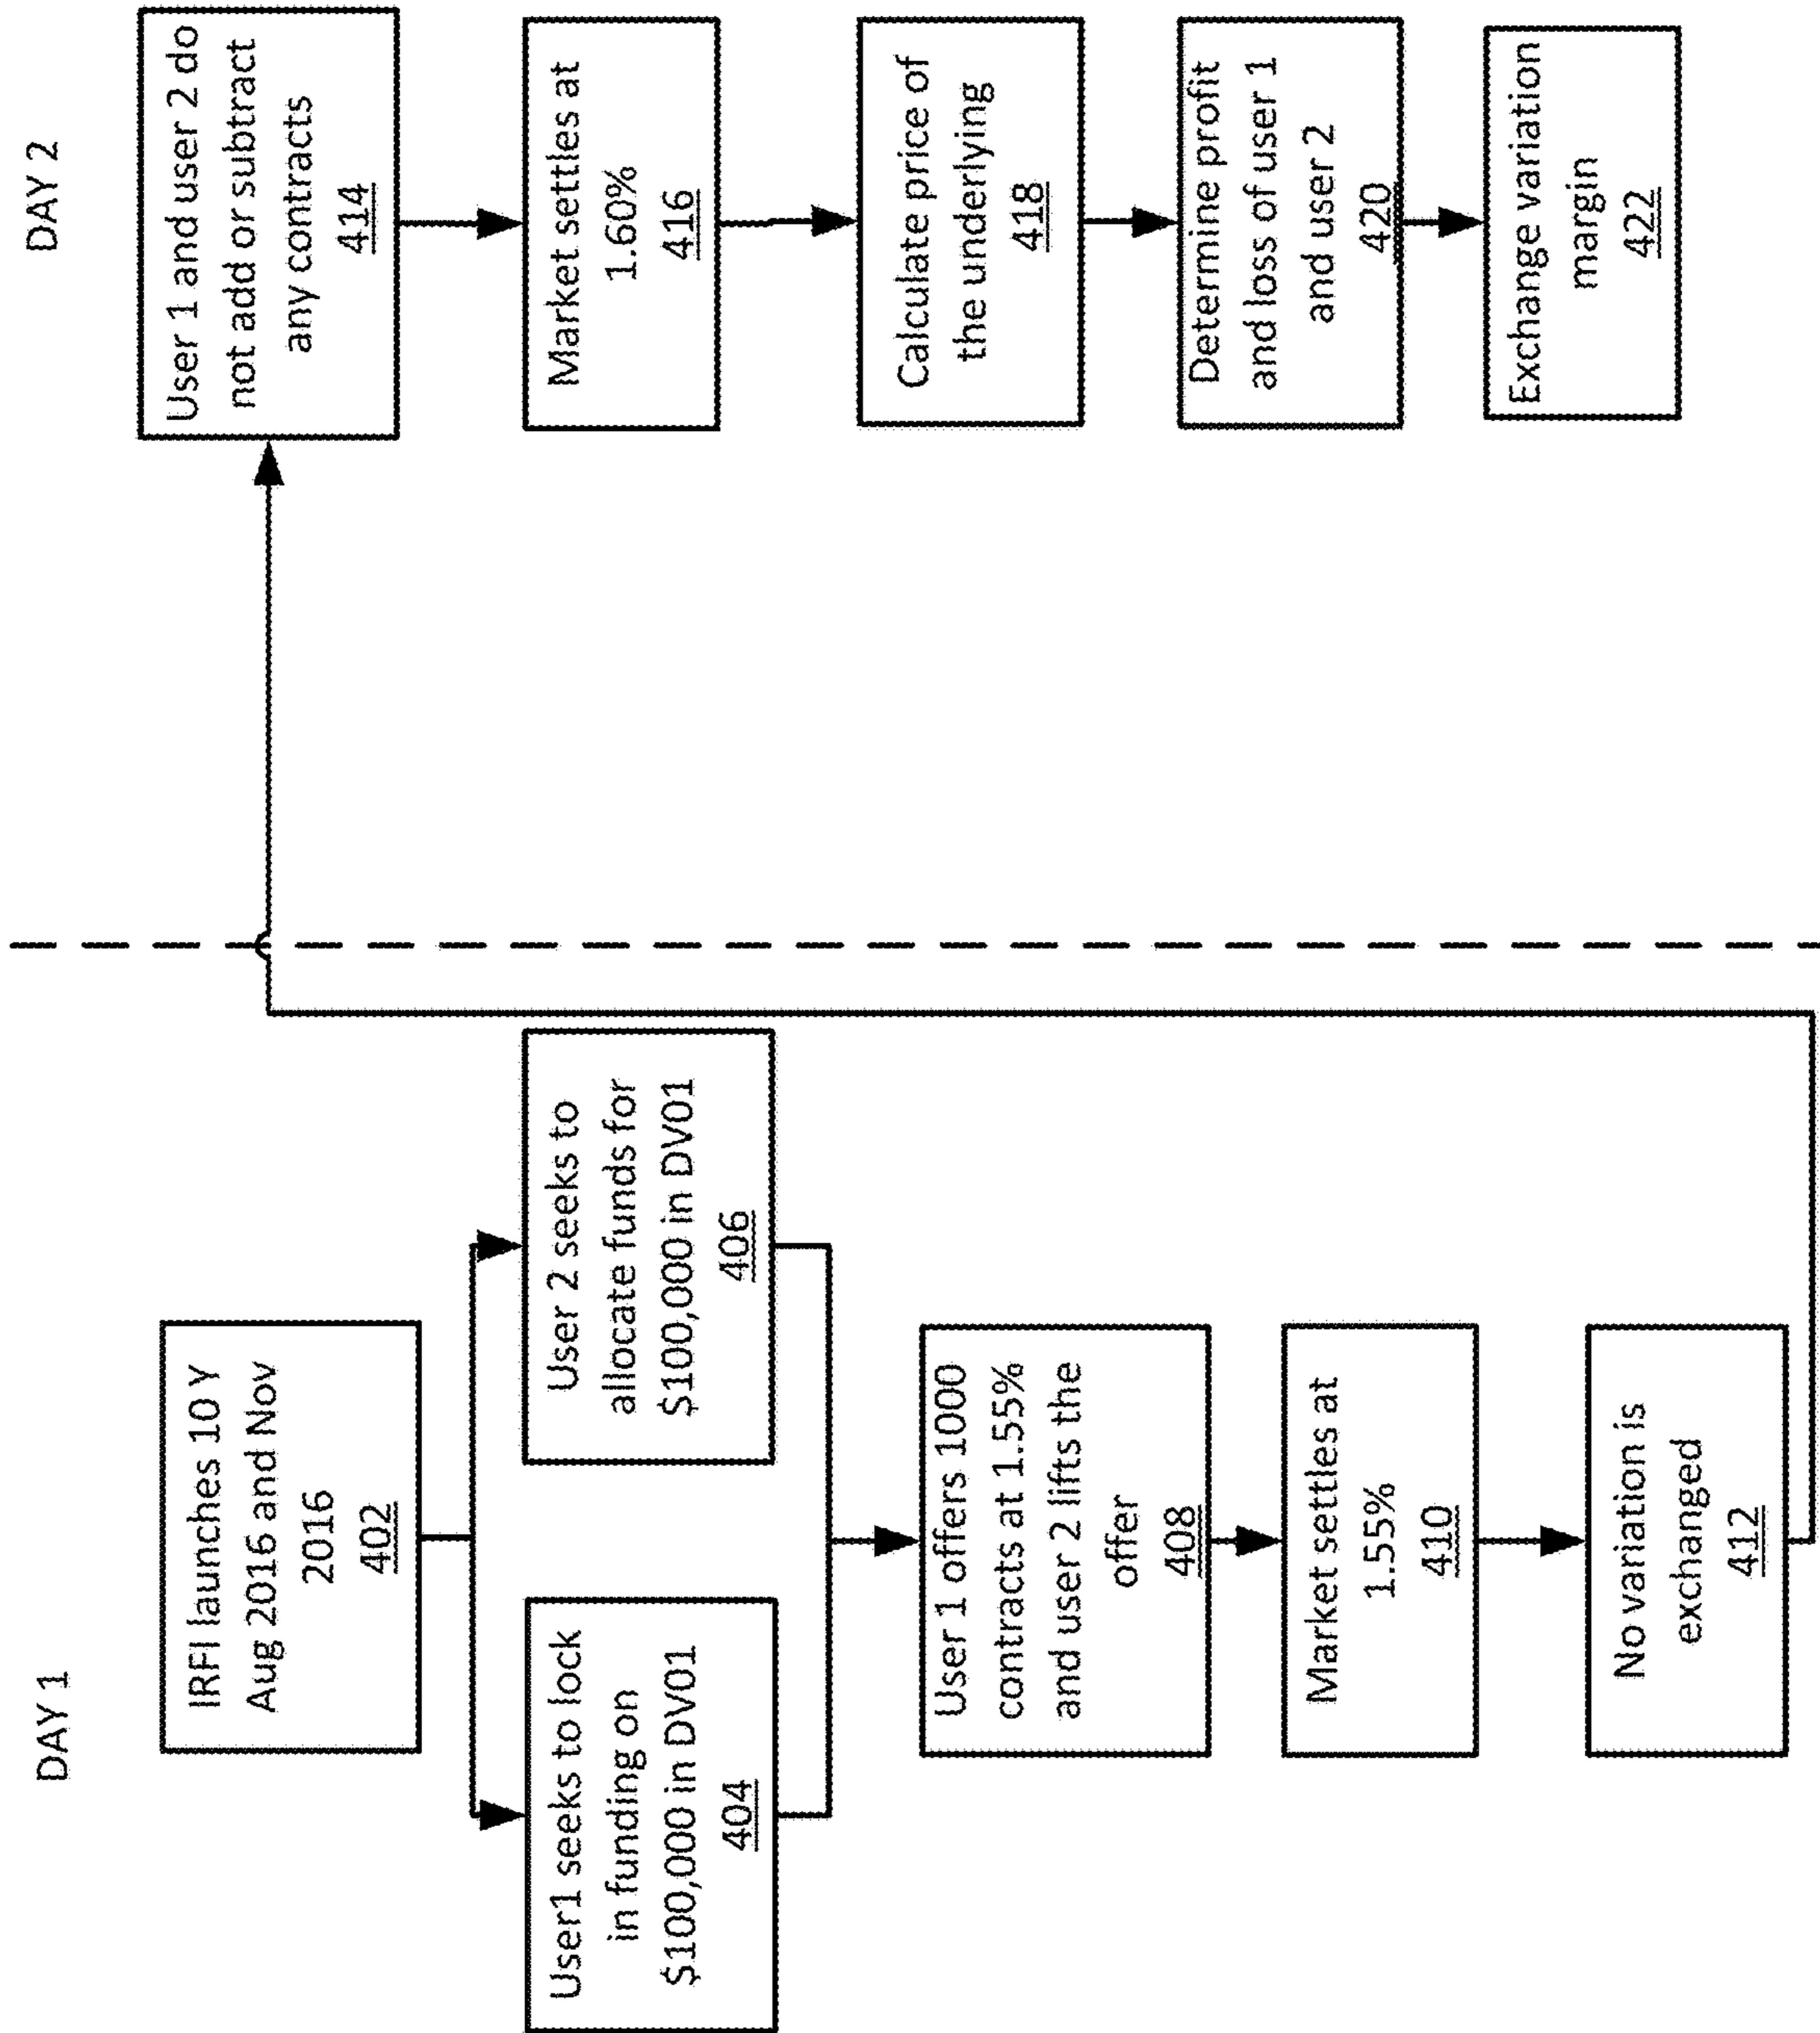 DAY 1
IRFI launches 10 Y
Aug 2016 and Nov
2016
402
User1 seeks to lock
in funding on
$100,000 in DV01
404
User 2 seeks to
allocate funds for
$100,000 in DV01
406
User 1 offers 1000
contracts at 1.55%
and user 2 lifts the
offer
408
Market settles at
1.55%
410
No variation is
exchanged
412
DAY 2
User 1 and user 2 do
not add or subtract
any contracts
414
Market settles at
1.60%
416
Calculate price of
the underlying
418
Determine profit
and loss of user 1
and user 2
420
Exchange variation
margin
422